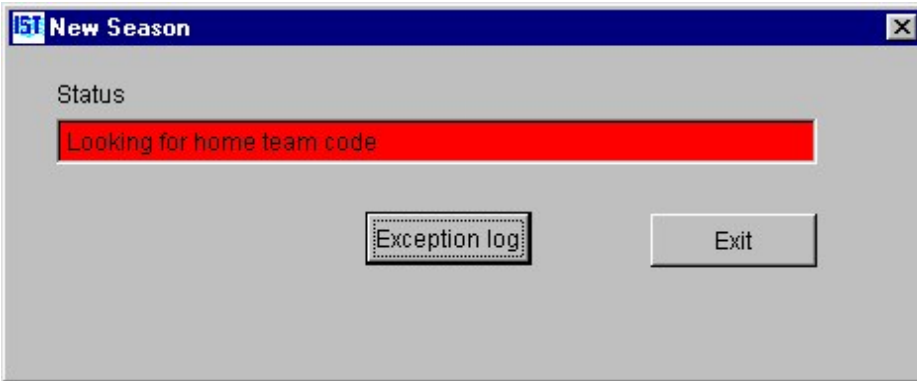 IST New Season
Status
Looking for home team code
Exception log
Exit